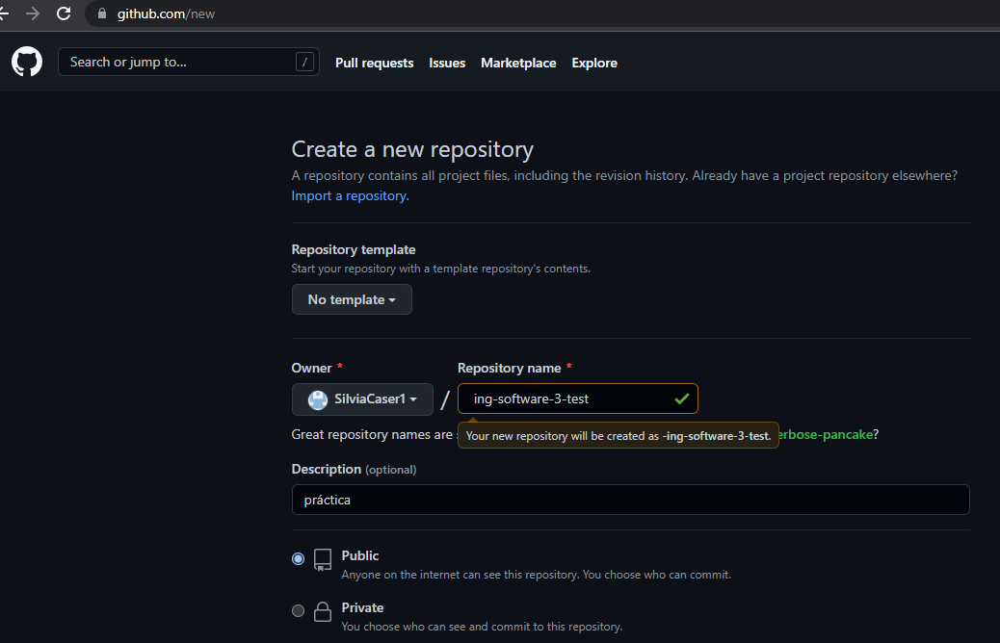 github.com/new
Search or jump to... /
Pull requests Issues Marketplace Explore
Create a new repository
A repository contains all project files, including the revision history. Already have a project repository elsewhere?
Import a repository.
Repository template
Start your repository with a template repository's contents.
No template
Owner * Repository name *
SilviaCaser1 / ing-software-3-test
Great repository names are erbose-pancake?
Your new repository will be created as -ing-software-3-test.
Description (optional)
práctica
Public
Anyone on the internet can see this repository. You choose who can commit.
Private
You choose who can see and commit to this repository.